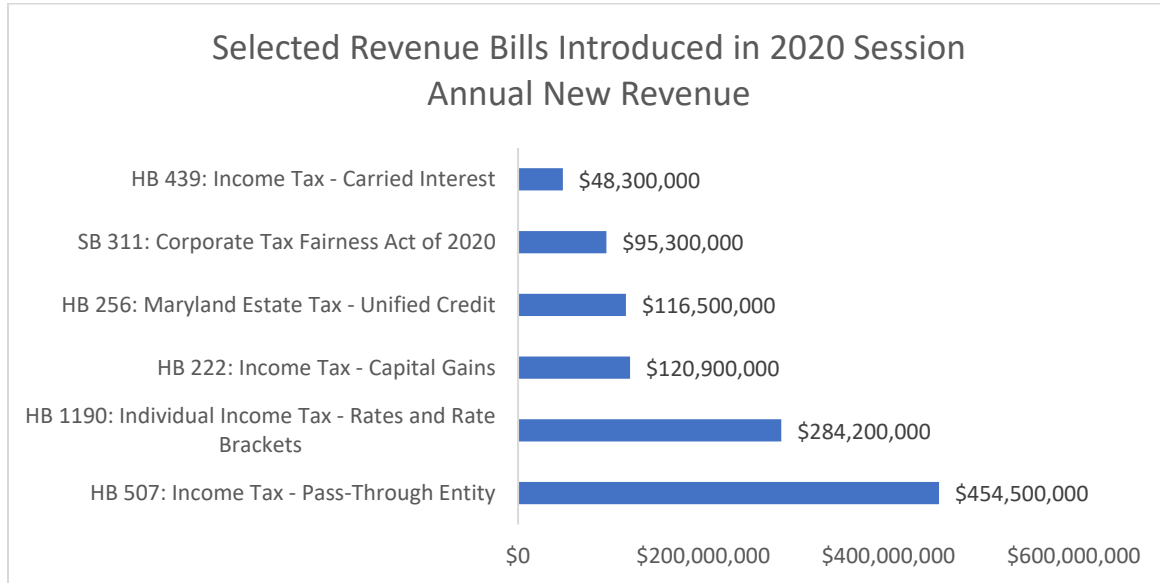 Selected Revenue Bills Introduced in 2020 Session
Annual New Revenue
HB 439: Income Tax - Carried Interest
$48,300,000
SB 311: Corporate Tax Fairness Act of 2020
$95,300,000
HB 256: Maryland Estate Tax - Unified Credit
$116,500,000
HB 222: Income Tax - Capital Gains
$120,900,000
HB 1190: Individual Income Tax - Rates and Rate
Brackets
$284,200,000
HB 507: Income Tax - Pass-Through Entity
$454,500,000
$0
$200,000,000
$400,000,000
$600,000,000